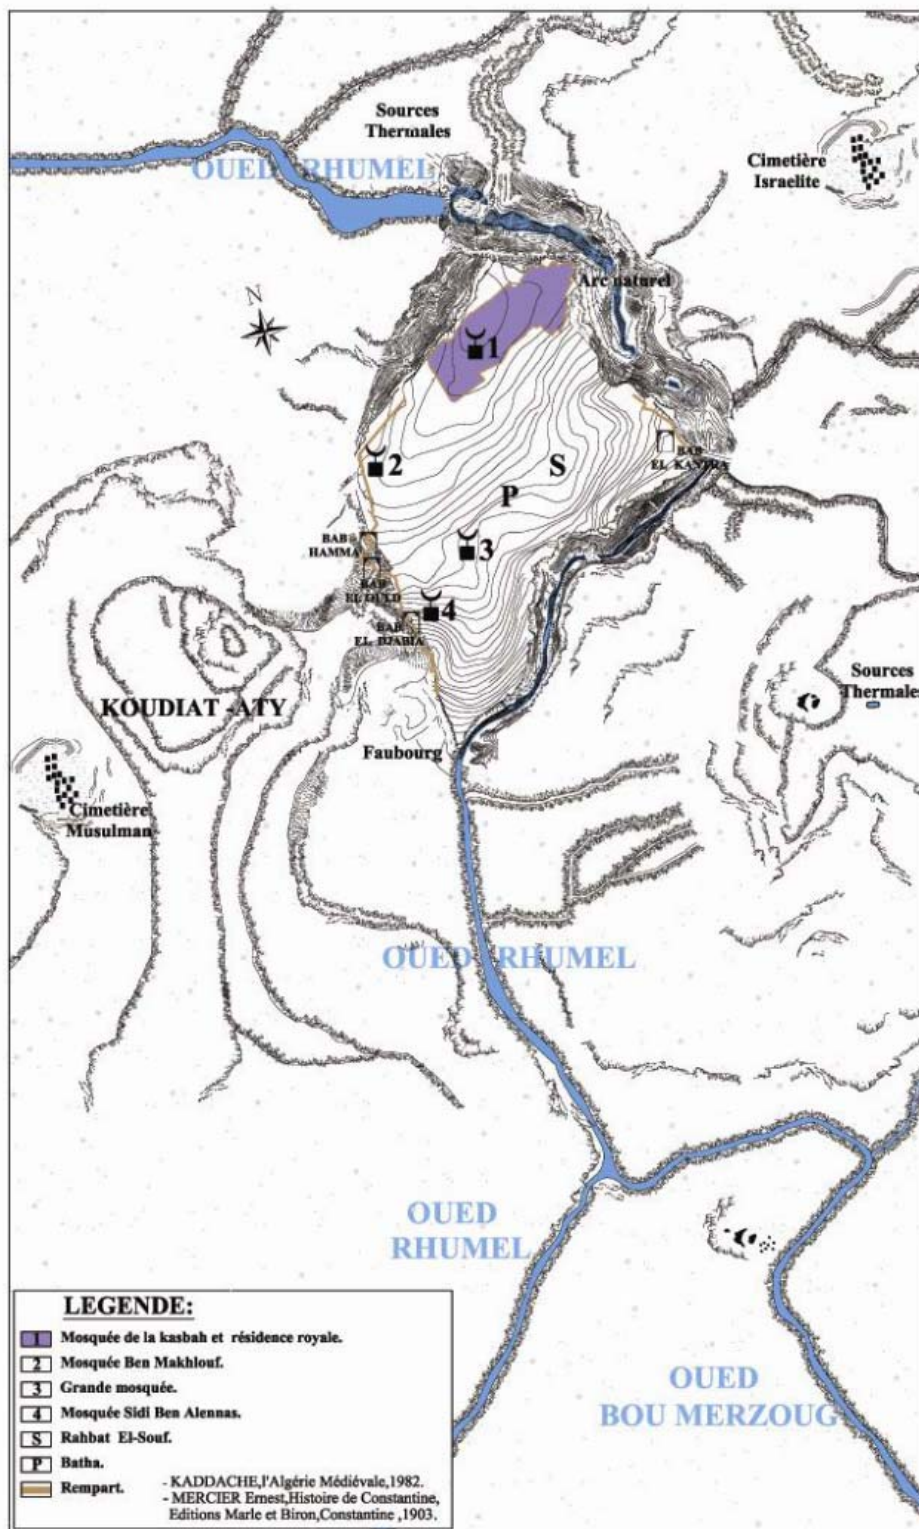 Sources
Thermales
OUED RHUMEL
Cimetière
Israelite
Arc naturel
N
1
2
BAB
EL KANTRA
S
P
3
BAB
HAMMA
BAB
EL OULD
4
BAB
EL DJABIA
KOUDIAT -ATY
Sources
Thermales
Faubourg
Cimetière
Musulman
OUED RHUMEL
OUED
RHUMEL
OUED
BOU MERZOUG
LEGENDE:
1 Mosquée de la kasbah et résidence royale.
2 Mosquée Ben Makhlouf.
3 Grande mosquée.
4 Mosquée Sidi Ben Alennas.
S Rahbat El-Souf.
P Batha.
Rempart.
- KADDACHE,l'Algérie Médiévale,1982.
- MERCIER Ernest,Histoire de Constantine,
Editions Marle et Biron,Constantine ,1903.